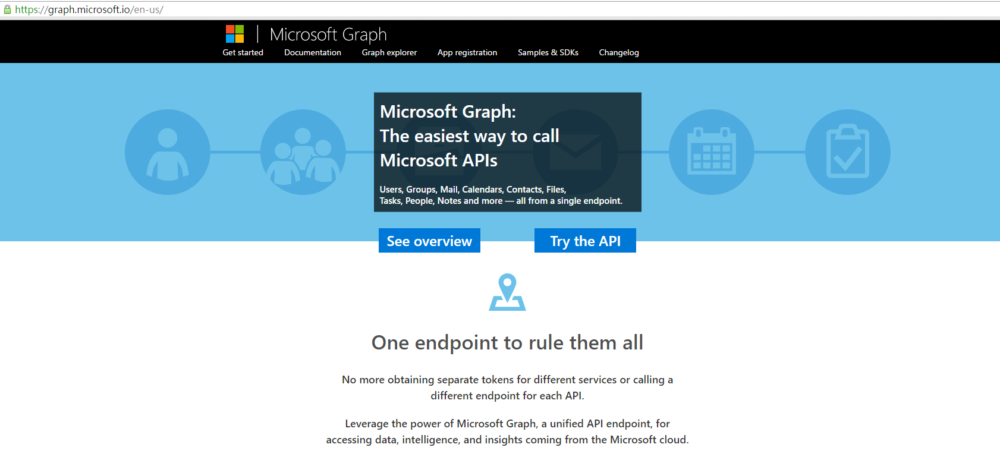 https://graph.microsoft.io/en-us/
Microsoft Graph
Get started Documentation Graph explorer App registration Samples & SDKs Changelog
Microsoft Graph:
The easiest way to call
Microsoft APIs
Users, Groups, Mail, Calendars, Contacts, Files,
Tasks, People, Notes and more — all from a single endpoint.
See overview Try the API
One endpoint to rule them all
No more obtaining separate tokens for different services or calling a
different endpoint for each API.
Leverage the power of Microsoft Graph, a unified API endpoint, for
accessing data, intelligence, and insights coming from the Microsoft cloud.